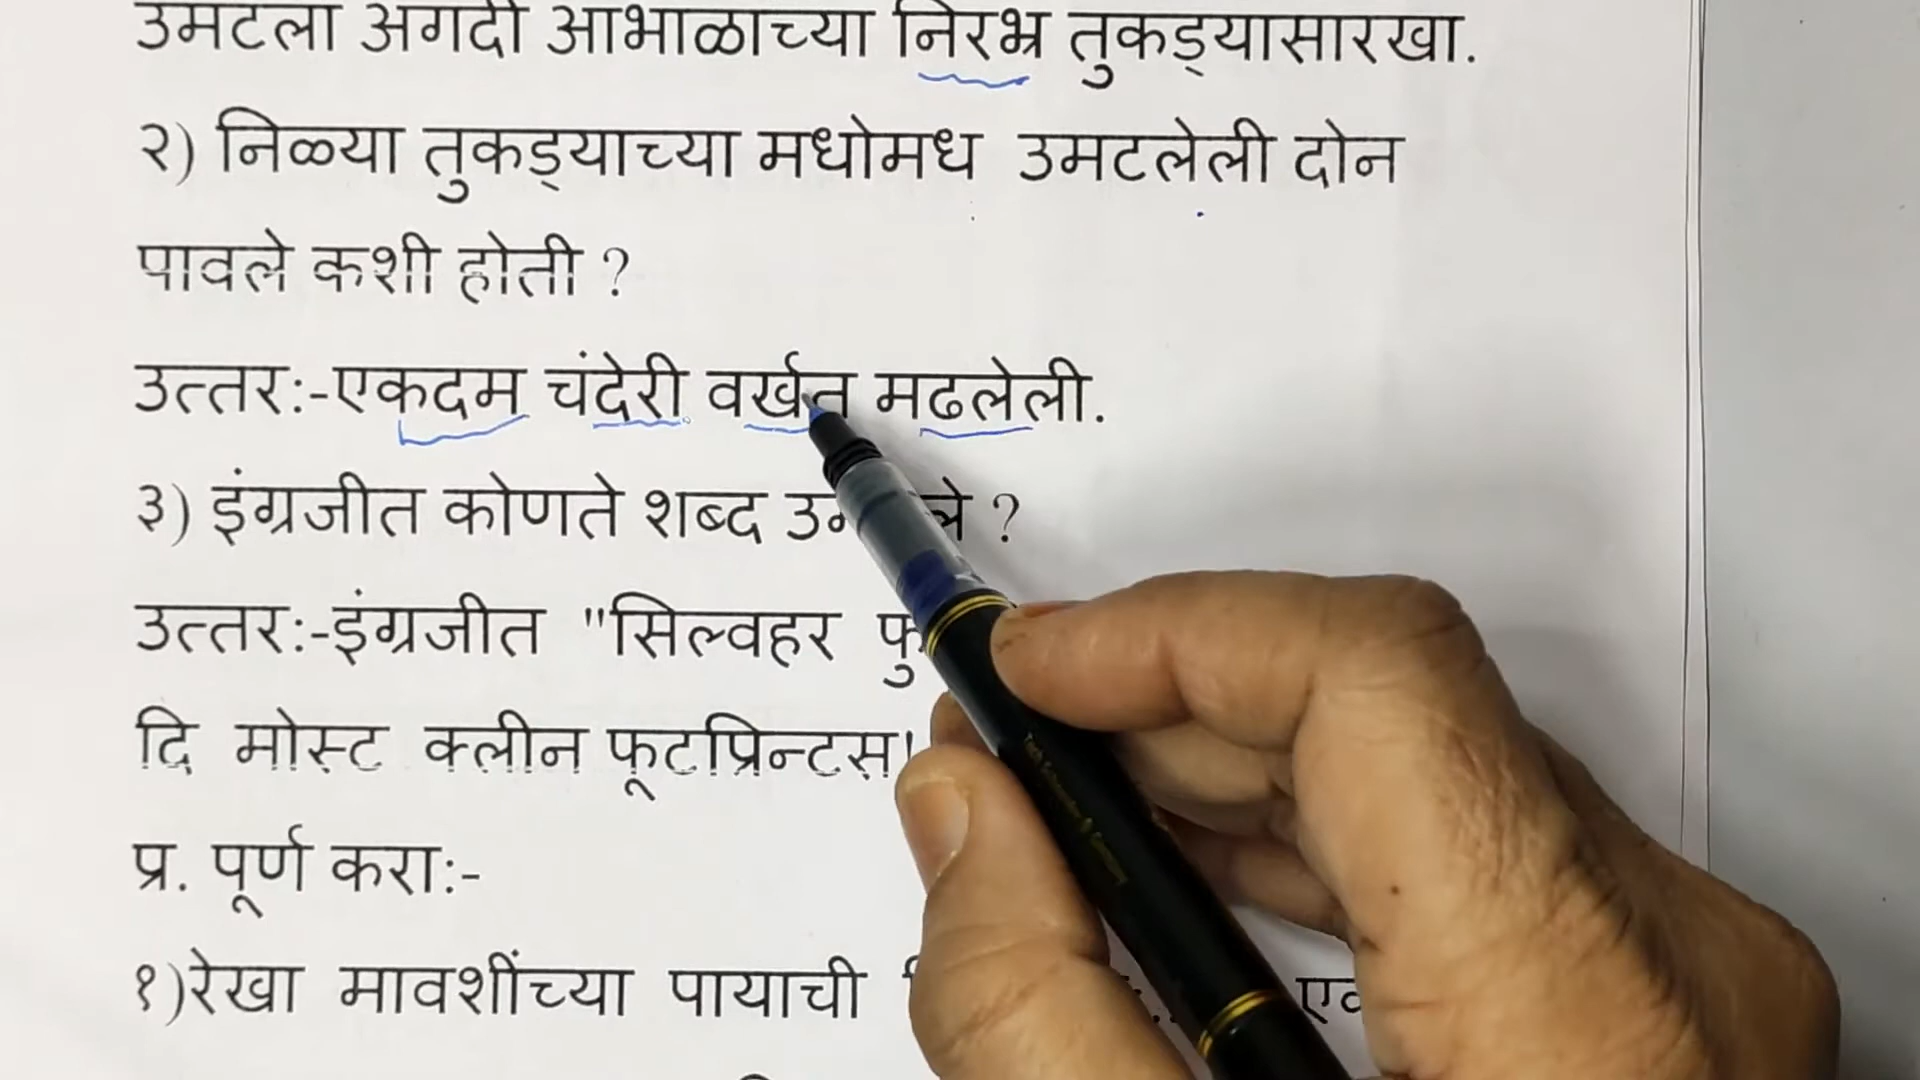 उमटला अगदी आभाळाच्या निरभ्र तुकड्यासारखा.
२) निळ्या तुकड्याच्या मधोमध उमटलेली दोन
पावले कशी होती ?
उत्तर:-एकदम चंदेरी वर्खत मढलेली.
३) इंग्रजीत कोणते शब्द ?
उत्तर:-इंग्रजीत "सिल्वहर
दि मोस्ट क्लीन फूटप्रिन्टस!
प्र. पूर्ण करा:-
१)रेखा मावशींच्या पायाची